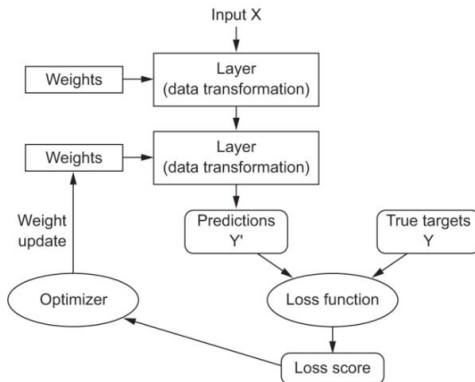 Input X
Layer
(data transformation)
Weights
Layer
(data transformation)
Weights
Weight
update
Predictions
Y'
True targets
Y
Optimizer
Loss function
Loss score